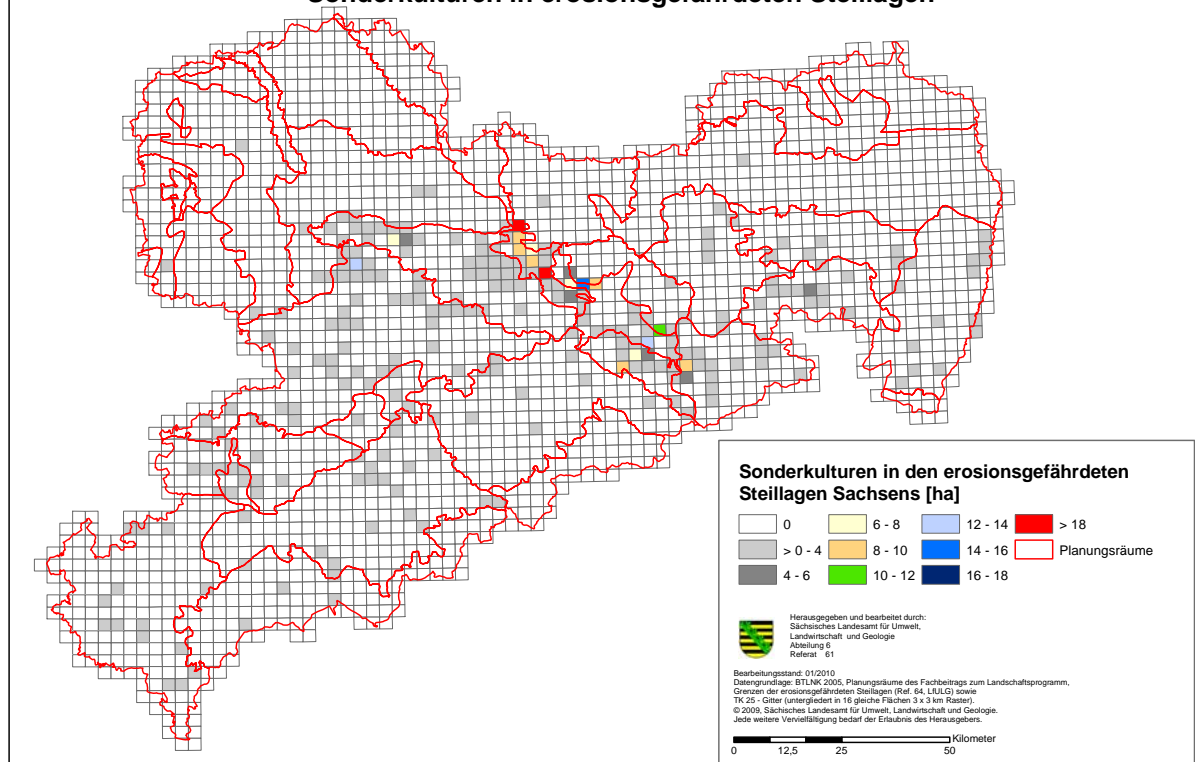 Sonderkulturen in erosionsgefährdeten Steillagen
Sonderkulturen in den erosionsgefährdeten
Steillagen Sachsens [ha]
0
6 - 8
12 - 14
> 18
> 0 - 4
8 - 10
14 - 16
Planungsräume
4 - 6
10 - 12
16 - 18
Herausgegeben und bearbeitet durch:
Sächsisches Landesamt für Umwelt,
Landwirtschaft und Geologie
Abteilung 6
Referat 61
Bearbeitungsstand: 01/2010
Datengrundlage: BTLNK 2005, Planungsräume des Fachbeitrags zum Landschaftsprogramm,
Grenzen der erosionsgefährdeten Steillagen (Ref. 64, LfULG) sowie
TK 25 - Gitter (untergliedert in 16 gleiche Flächen 3 x 3 km Raster).
© 2009, Sächsisches Landesamt für Umwelt, Landwirtschaft und Geologie.
Jede weitere Vervielfältigung bedarf der Erlaubnis des Herausgebers.
Kilometer
0 12,5 25 50